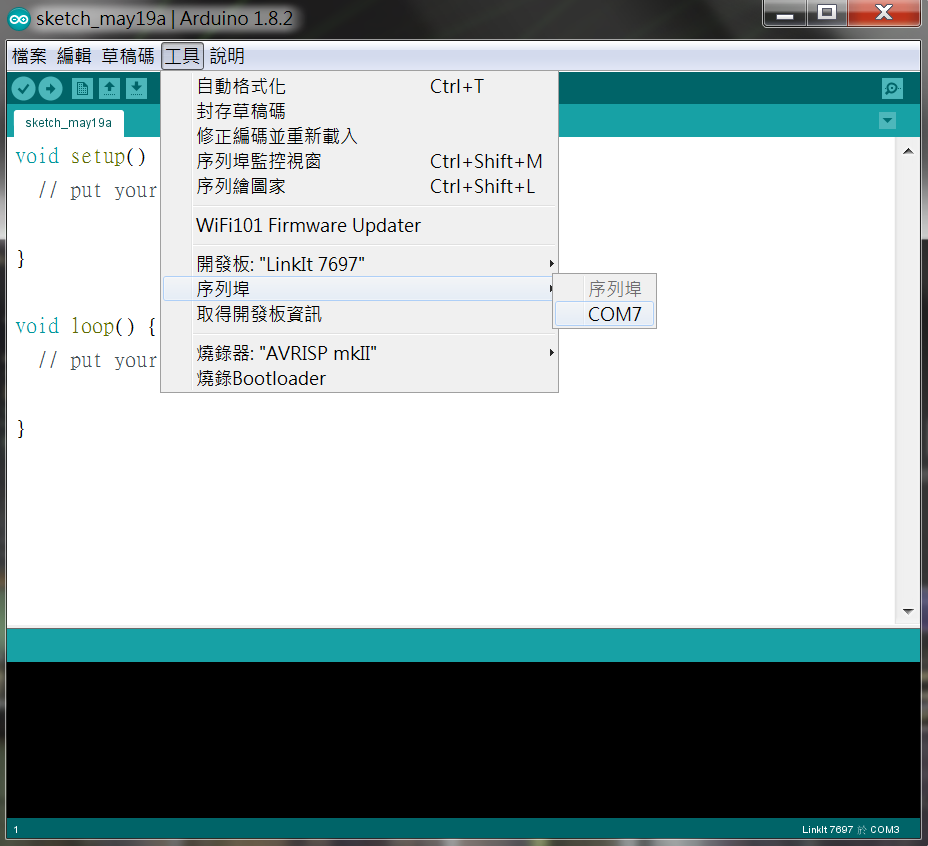 sketch_may19a | Arduino 1.8.2
檔案 編輯 草稿碼 工具 說明
sketch_may19a
void setup()
// put your
}
void loop() {
// put your
}
自動格式化 Ctrl+T
封存草稿碼
修正編碼並重新載入
序列埠監控視窗 Ctrl+Shift+M
序列繪圖家 Ctrl+Shift+L
WiFi101 Firmware Updater
開發板: "LinkIt 7697"
序列埠
取得開發板資訊
燒錄器: "AVRISP mkII"
燒錄Bootloader
序列埠
COM7
1
LinkIt 7697 於 COM3